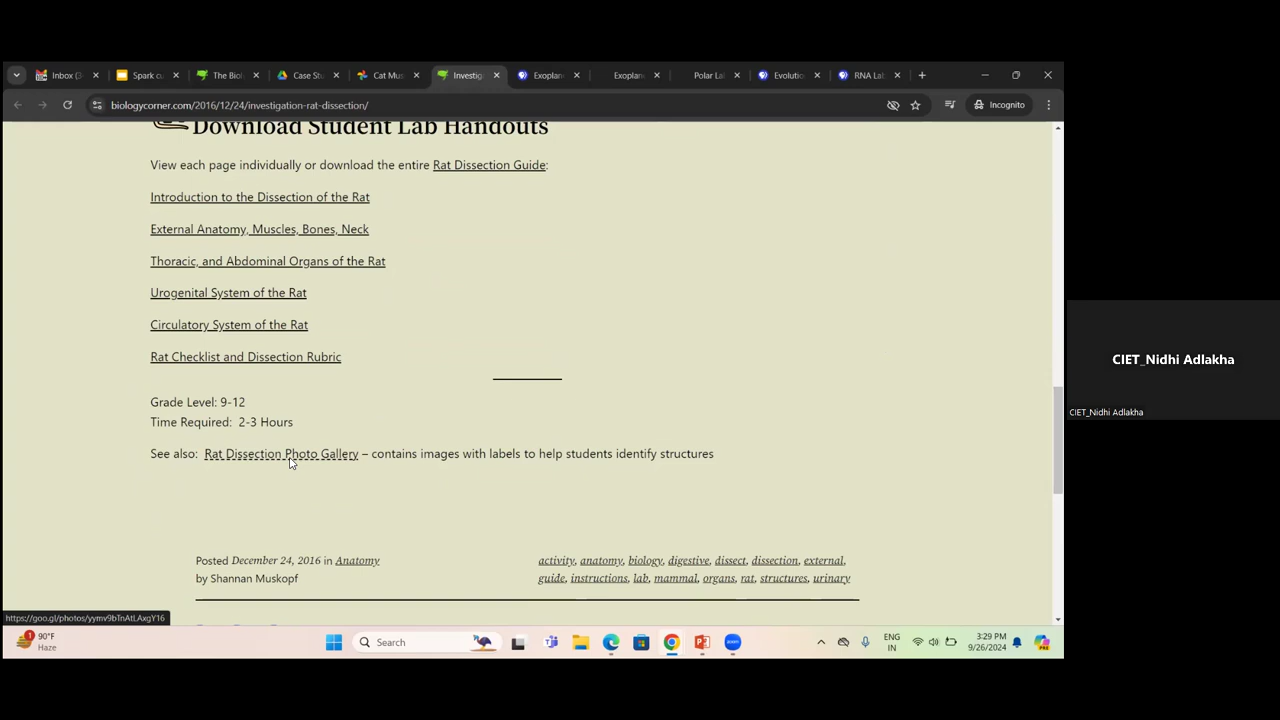 Inbox (3
Spark cu
The Biol
Case Stu
Cat Mus
Investig
Exoplane
Exoplan
Polar La
Evolutio
RNA Lab
biologycorner.com/2016/12/24/investigation-rat-dissection/
Incognito
Download Student Lab Handouts
View each page individually or download the entire Rat Dissection Guide:
Introduction to the Dissection of the Rat
External Anatomy, Muscles, Bones, Neck
Thoracic, and Abdominal Organs of the Rat
Urogenital System of the Rat
Circulatory System of the Rat
Rat Checklist and Dissection Rubric
Grade Level: 9-12
Time Required: 2-3 Hours
See also: Rat Dissection Photo Gallery – contains images with labels to help students identify structures
Posted December 24, 2016 in Anatomy
by Shannan Muskopf
activity, anatomy, biology, digestive, dissect, dissection, external,
guide, instructions, lab, mammal, organs, rat, structures, urinary
https://goo.gl/photos/yymv9bTnAtLAxgY16
1
90°F
Haze
Search
ENG
IN
3:29 PM
9/26/2024
CIET_Nidhi Adlakha
CIET_Nidhi Adlakha